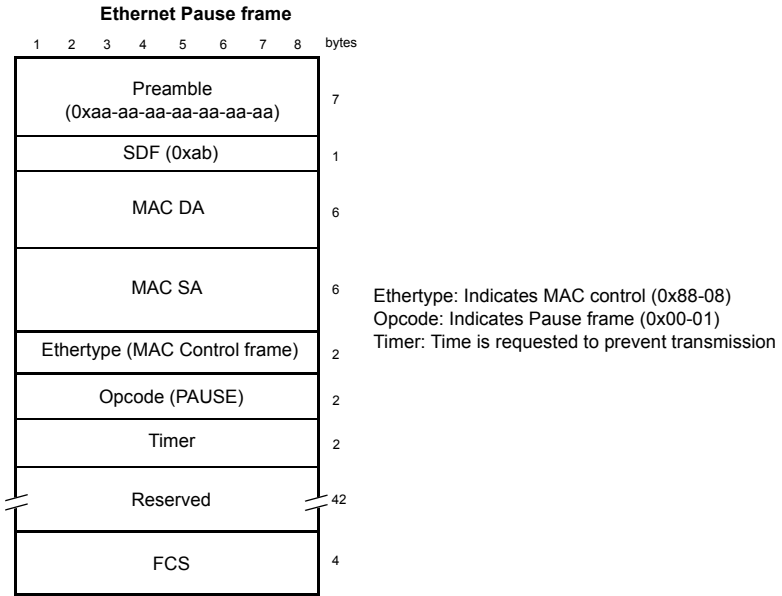 Ethernet Pause frame
1 2 3 4 5 6 7 8 bytes
Preamble
(0xaa-aa-aa-aa-aa-aa-aa)
7
SDF (0xab)
1
MAC DA
6
MAC SA
6
Ethertype: Indicates MAC control (0x88-08)
Opcode: Indicates Pause frame (0x00-01)
Timer: Time is requested to prevent transmission
Ethertype (MAC Control frame)
2
Opcode (PAUSE)
2
Timer
2
Reserved
42
FCS
4